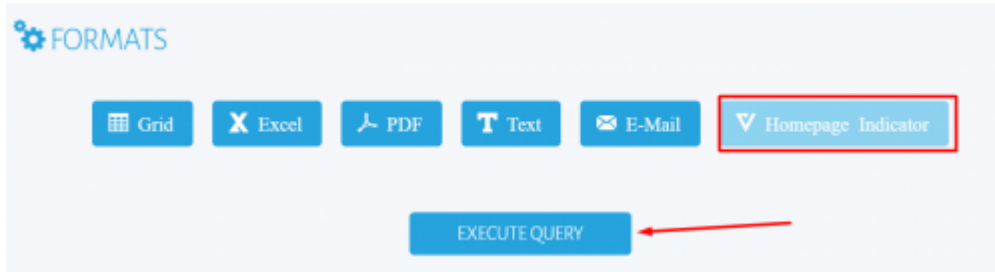 FORMATS
Grid Excel PDF Text E-Mail Homepage Indicator
EXECUTE QUERY